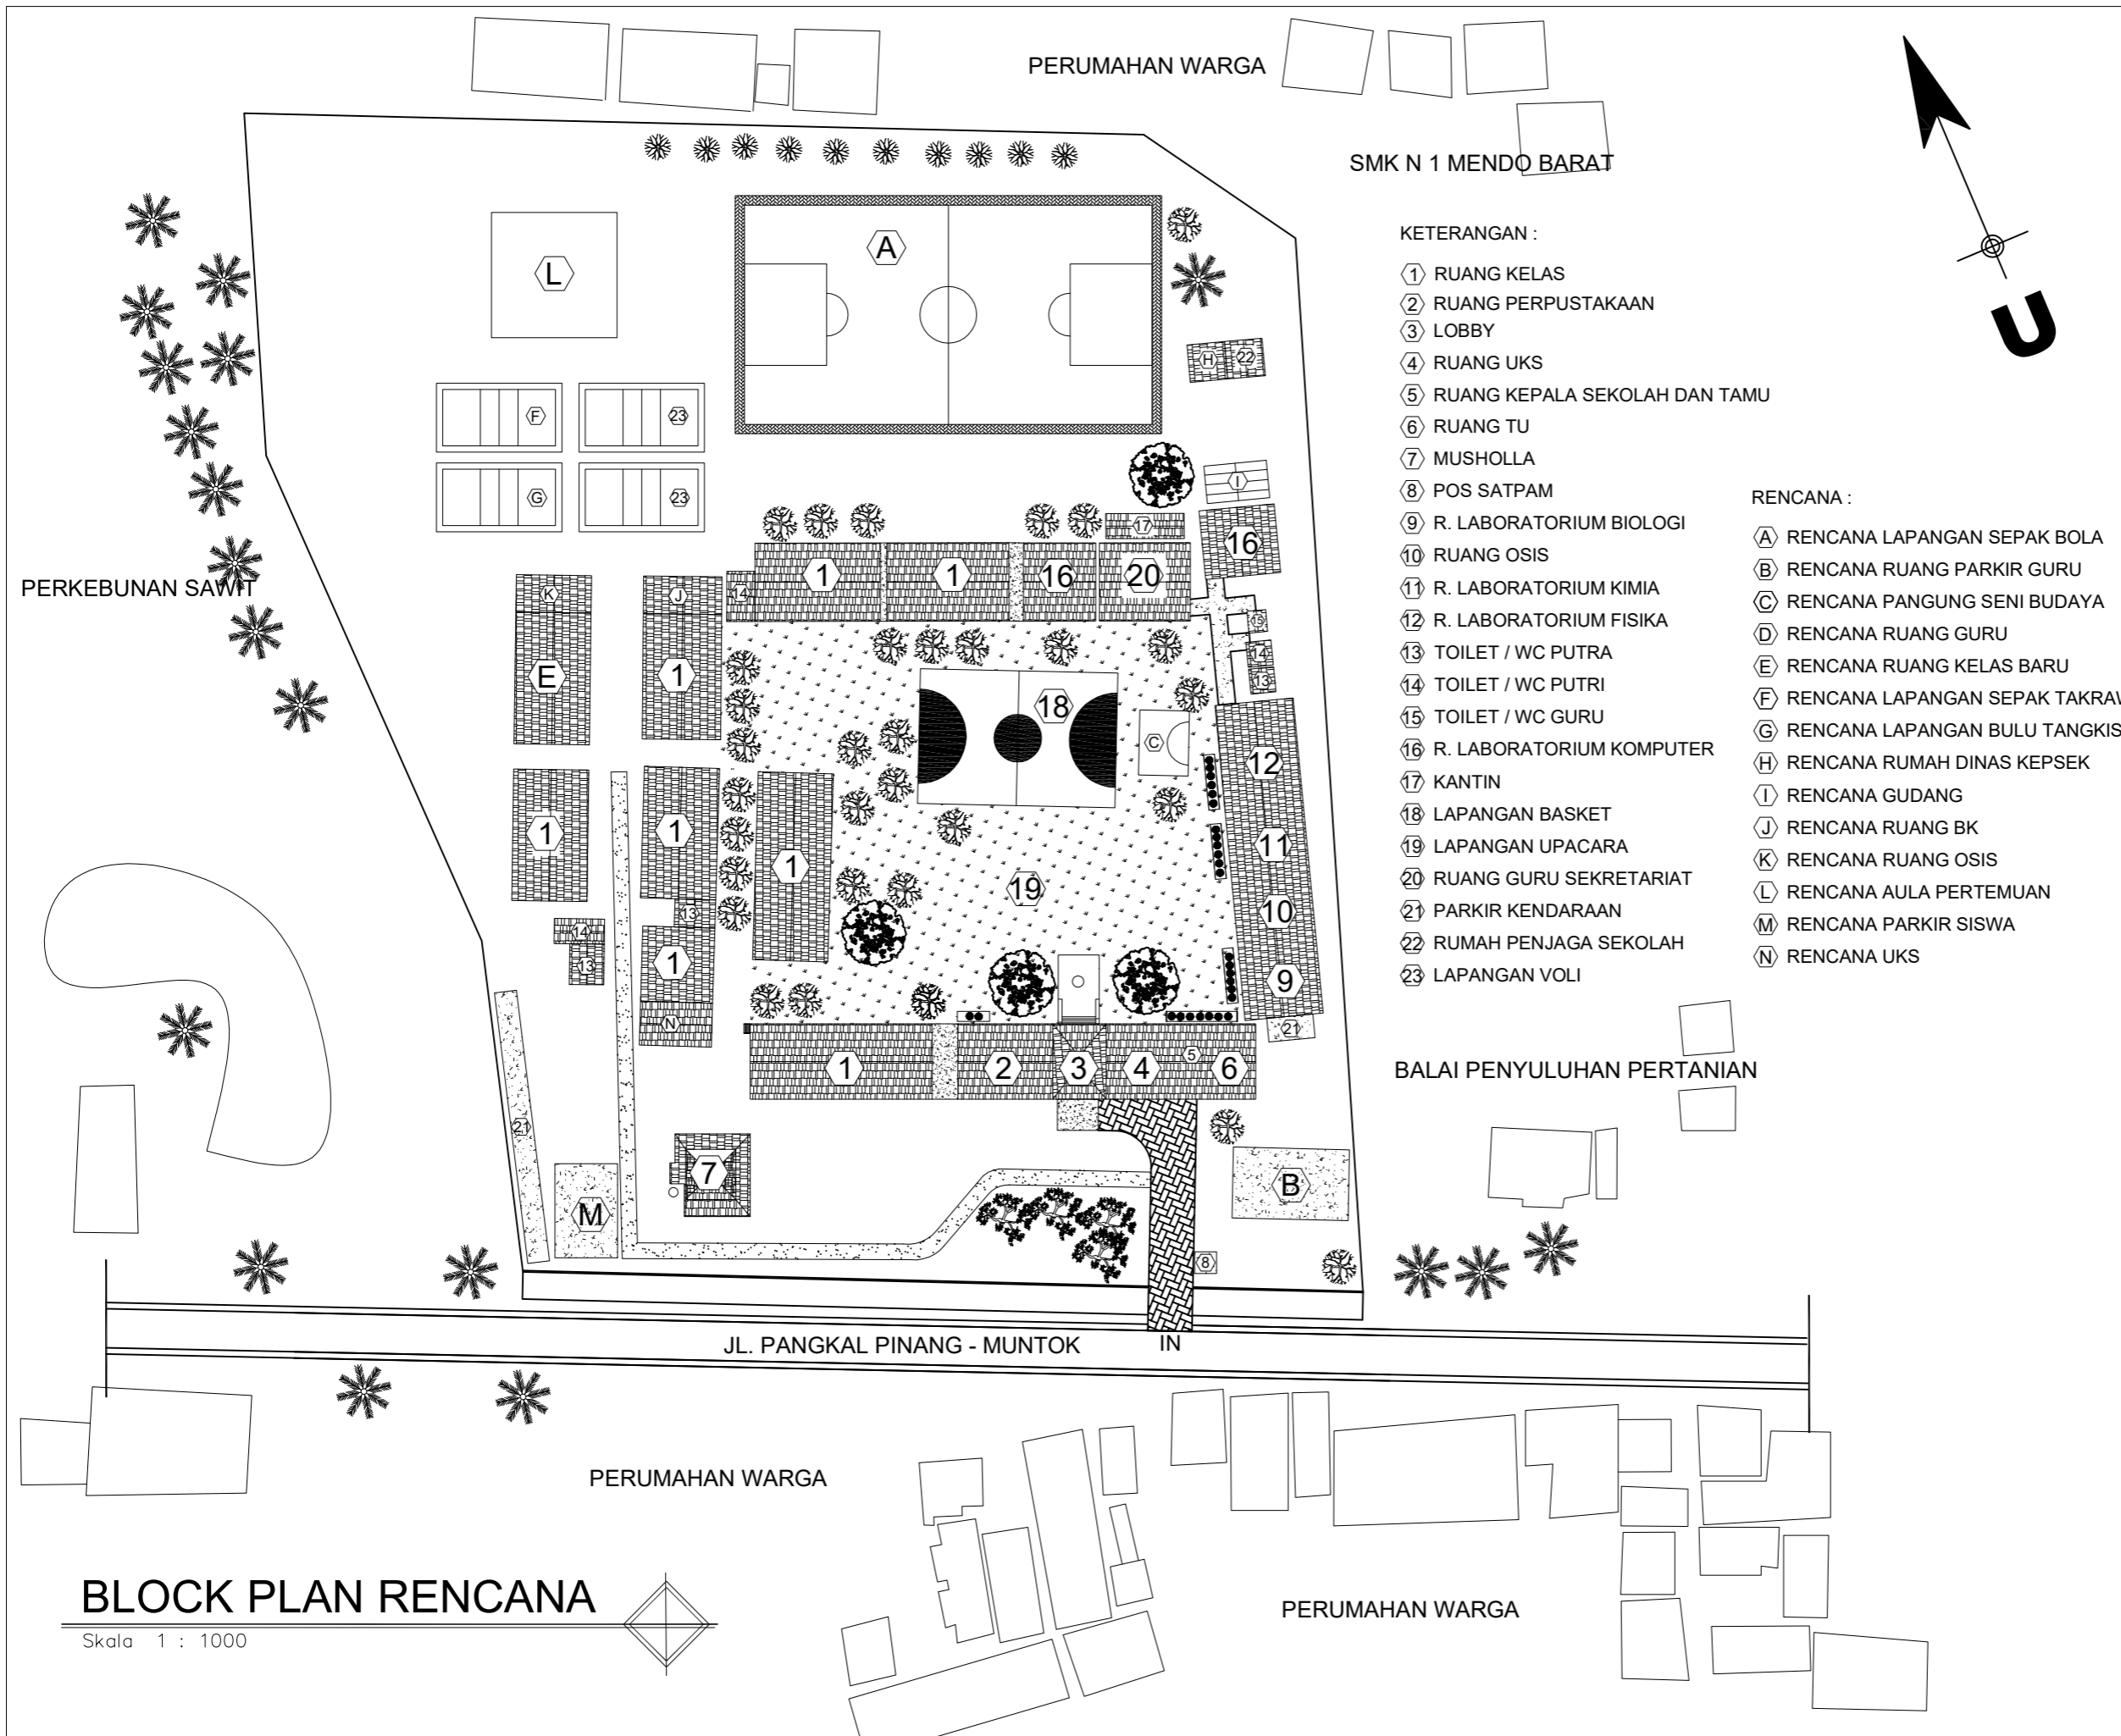 PERUMAHAN WARGA
SMK N 1 MENDO BARAT
U
KETERANGAN :
1 RUANG KELAS
2 RUANG PERPUSTAKAAN
3 LOBBY
4 RUANG UKS
5 RUANG KEPALA SEKOLAH DAN TAMU
6 RUANG TU
7 MUSHOLLA
8 POS SATPAM
9 R. LABORATORIUM BIOLOGI
10 RUANG OSIS
11 R. LABORATORIUM KIMIA
12 R. LABORATORIUM FISIKA
13 TOILET / WC PUTRA
14 TOILET / WC PUTRI
15 TOILET / WC GURU
16 R. LABORATORIUM KOMPUTER
17 KANTIN
18 LAPANGAN BASKET
19 LAPANGAN UPACARA
20 RUANG GURU SEKRETARIAT
21 PARKIR KENDARAAN
22 RUMAH PENJAGA SEKOLAH
23 LAPANGAN VOLI
RENCANA :
A RENCANA LAPANGAN SEPAK BOLA
B RENCANA RUANG PARKIR GURU
C RENCANA PANGUNG SENI BUDAYA
D RENCANA RUANG GURU
E RENCANA RUANG KELAS BARU
F RENCANA LAPANGAN SEPAK TAKRAW
G RENCANA LAPANGAN BULU TANGKIS
H RENCANA RUMAH DINAS KEPSEK
I RENCANA GUDANG
J RENCANA RUANG BK
K RENCANA RUANG OSIS
L RENCANA AULA PERTEMUAN
M RENCANA PARKIR SISWA
N RENCANA UKS
A
L
H 22
F 23
G 23
I
17
16
1 1 16 20
14
K J
15
14
13
E 1
18
C
12
1 1 1
11
19
10
13
14
13
1
9
N
21
1 2 3 4 5 6
21
7
M
B
8
PERKEBUNAN SAWIT
BALAI PENYULUHAN PERTANIAN
JL. PANGKAL PINANG - MUNTOK
IN
PERUMAHAN WARGA
PERUMAHAN WARGA
BLOCK PLAN RENCANA
Skala 1 : 1000